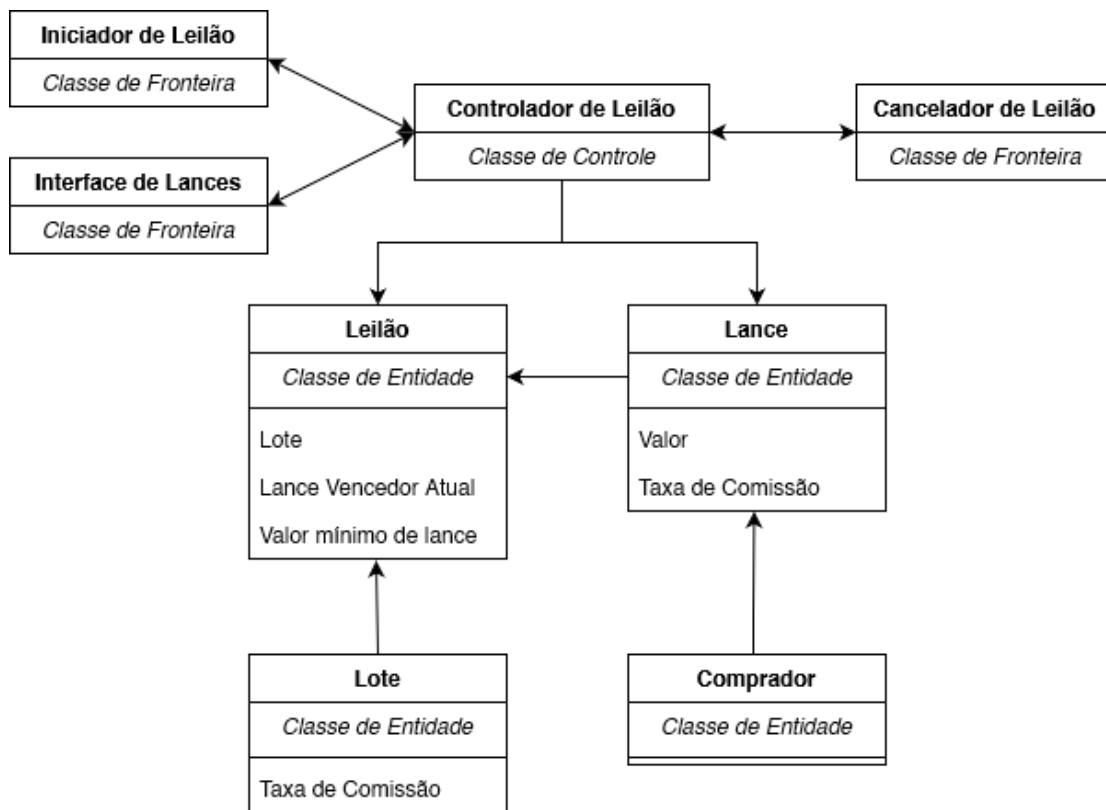 Iniciador de Leilão
Classe de Fronteira
Controlador de Leilão
Classe de Controle
Cancelador de Leilão
Classe de Fronteira
Interface de Lances
Classe de Fronteira
Leilão
Classe de Entidade
Lote
Lance Vencedor Atual
Valor mínimo de lance
Lance
Classe de Entidade
Valor
Taxa de Comissão
Lote
Classe de Entidade
Taxa de Comissão
Comprador
Classe de Entidade